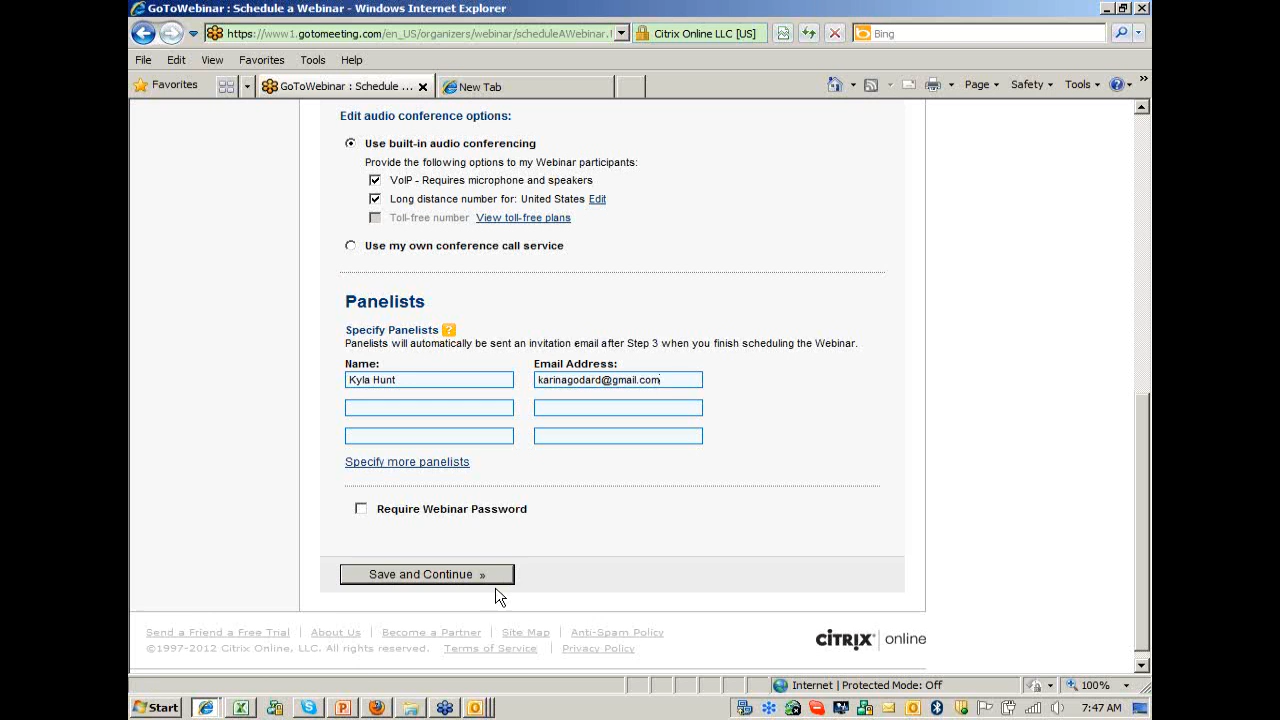 GoToWebinar : Schedule a Webinar - Windows Internet Explorer
https://www1.gotomeeting.com/en_US/organizers/webinar/scheduleAWebinar.
Citrix Online LLC [US]
Bing
File Edit View Favorites Tools Help
Favorites
GoToWebinar : Schedule ...
New Tab
Page
Safety
Tools
Edit audio conference options:
Use built-in audio conferencing
Provide the following options to my Webinar participants:
VoIP - Requires microphone and speakers
Long distance number for: United States Edit
Toll-free number View toll-free plans
Use my own conference call service
Panelists
Specify Panelists ?
Panelists will automatically be sent an invitation email after Step 3 when you finish scheduling the Webinar.
Name: Email Address:
Kyla Hunt karinagodard@gmail.com
Specify more panelists
Require Webinar Password
Save and Continue »
Send a Friend a Free Trial | About Us | Become a Partner | Site Map | Anti-Spam Policy
©1997-2012 Citrix Online, LLC. All rights reserved. Terms of Service | Privacy Policy
CİTRIX online
Internet | Protected Mode: Off
100%
Start
7:47 AM